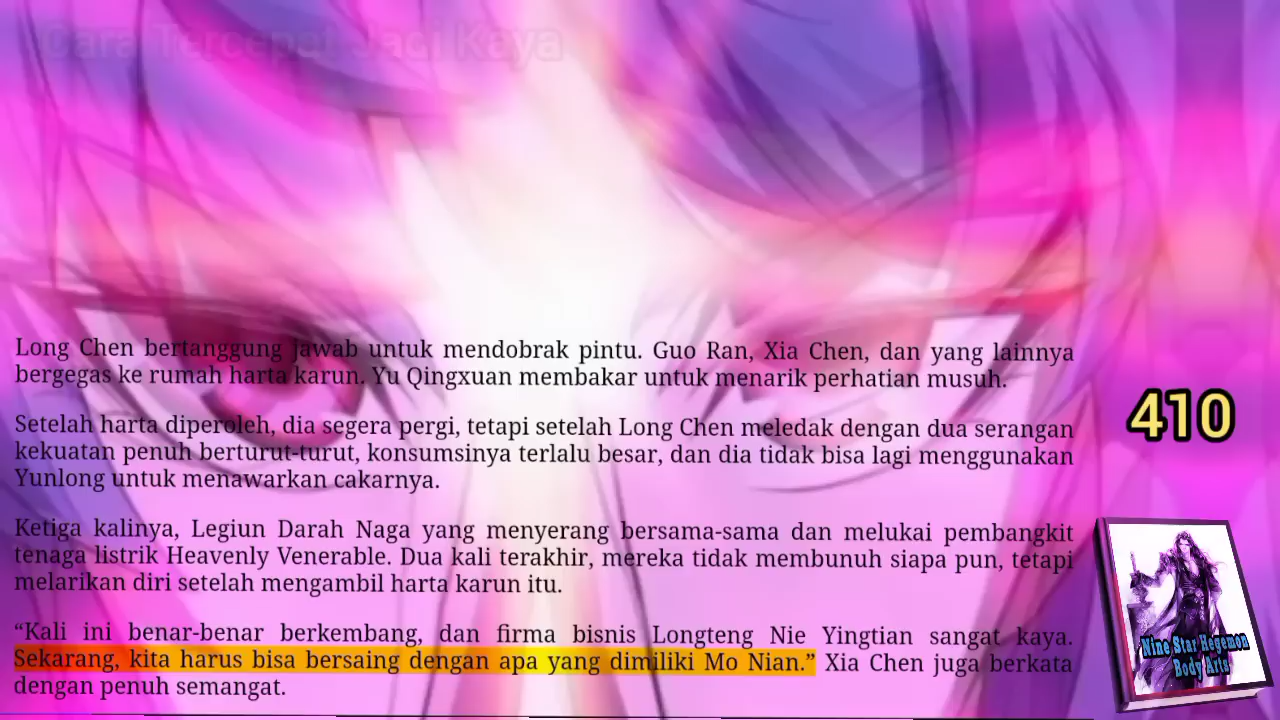 Cara Tercepat Jadi Kaya
Long Chen bertanggung jawab untuk mendobrak pintu. Guo Ran, Xia Chen, dan yang lainnya
bergegas ke rumah harta karun. Yu Qingxuan membakar untuk menarik perhatian musuh.
Setelah harta diperoleh, dia segera pergi, tetapi setelah Long Chen meledak dengan dua serangan
kekuatan penuh berturut-turut, konsumsinya terlalu besar, dan dia tidak bisa lagi menggunakan
Yunlong untuk menawarkan cakarnya.
Ketiga kalinya, Legiun Darah Naga yang menyerang bersama-sama dan melukai pembangkit
tenaga listrik Heavenly Venerable. Dua kali terakhir, mereka tidak membunuh siapa pun, tetapi
melarikan diri setelah mengambil harta karun itu.
“Kali ini benar-benar berkembang, dan firma bisnis Longteng Nie Yingtian sangat kaya.
Sekarang, kita harus bisa bersaing dengan apa yang dimiliki Mo Nian.” Xia Chen juga berkata
dengan penuh semangat.
410
Nine Star Hegemon
Body Arts